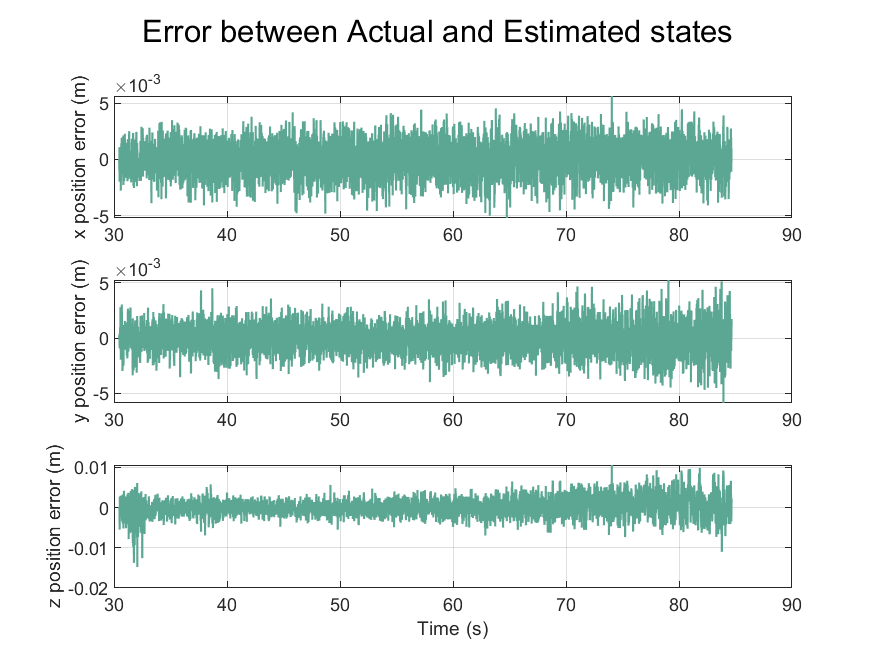 Error between Actual and Estimated states
×10-3
x position error (m)
5
0
-5
30 40 50 60 70 80 90
×10-3
y position error (m)
5
0
-5
30 40 50 60 70 80 90
z position error (m)
0.01
0
-0.01
-0.02
30 40 50 60 70 80 90
Time (s)